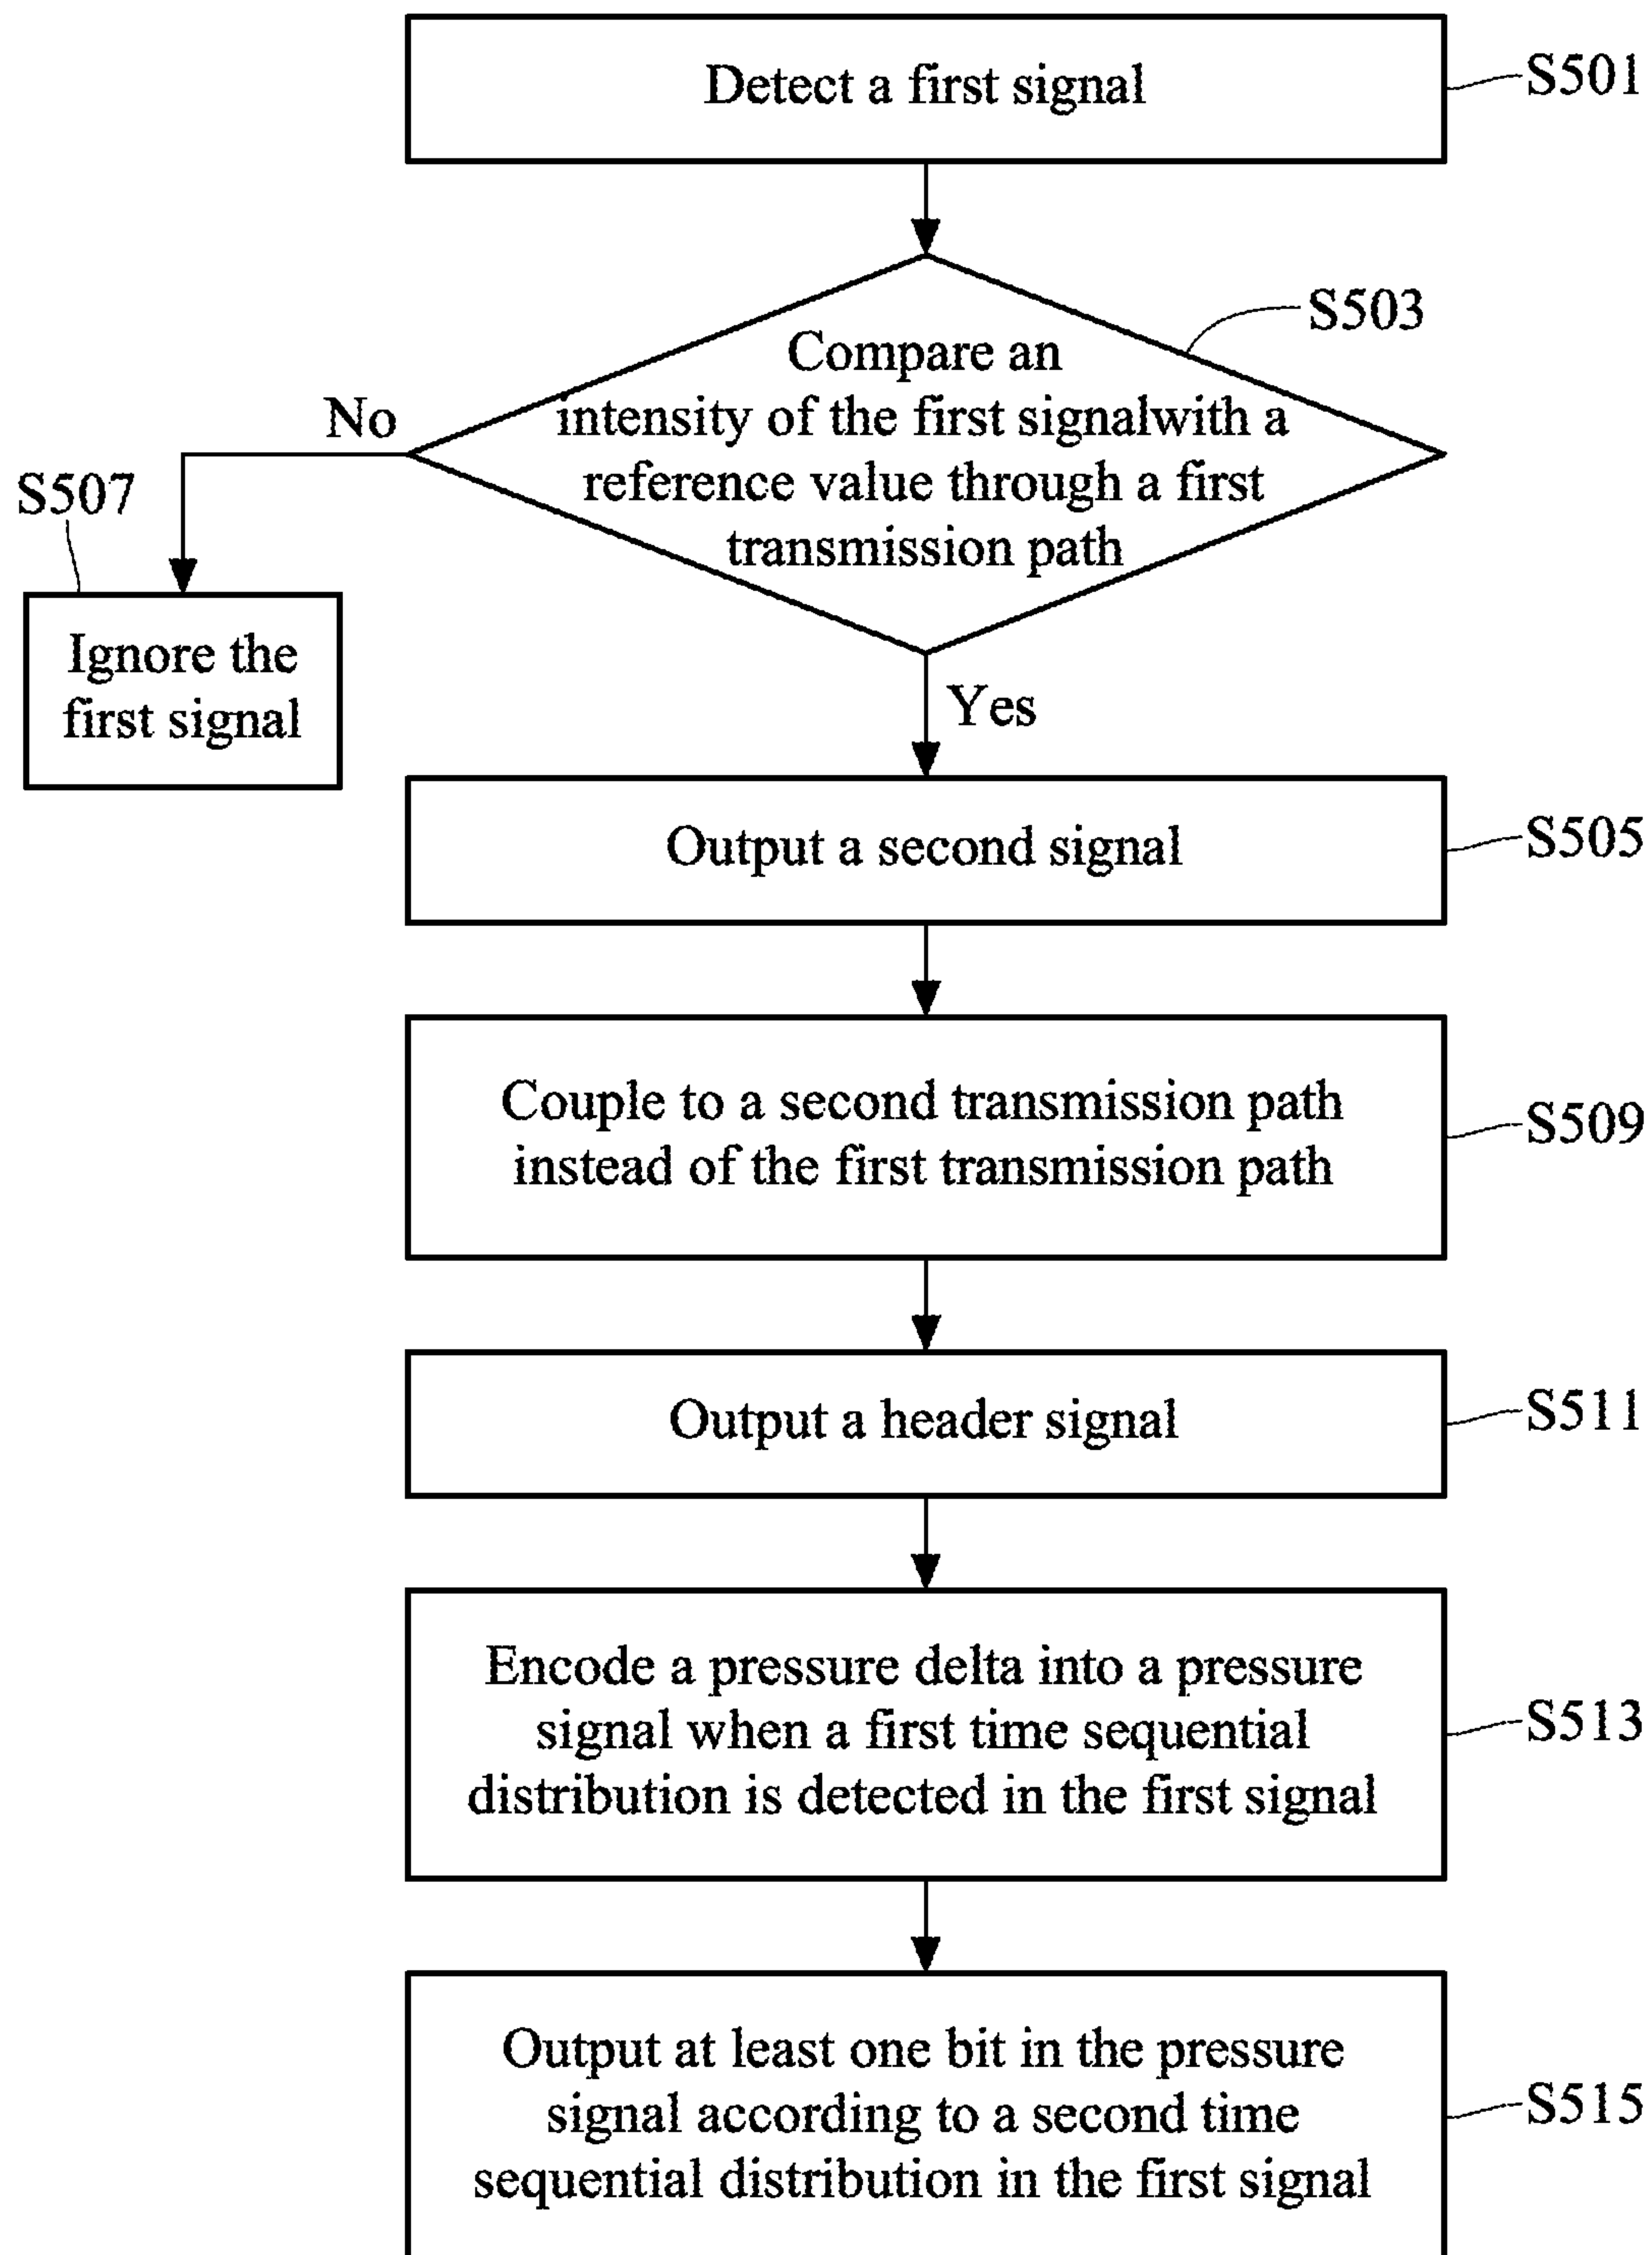 Detect a first signal
S501
S503
Compare an
intensity of the first signalwith a
reference value through a first
transmission path
No
S507
Ignore the
first signal
Yes
Output a second signal
S505
Couple to a second transmission path
instead of the first transmission path
S509
Output a header signal
S511
Encode a pressure delta into a pressure
signal when a first time sequential
distribution is detected in the first signal
S513
Output at least one bit in the pressure
signal according to a second time
sequential distribution in the first signal
S515